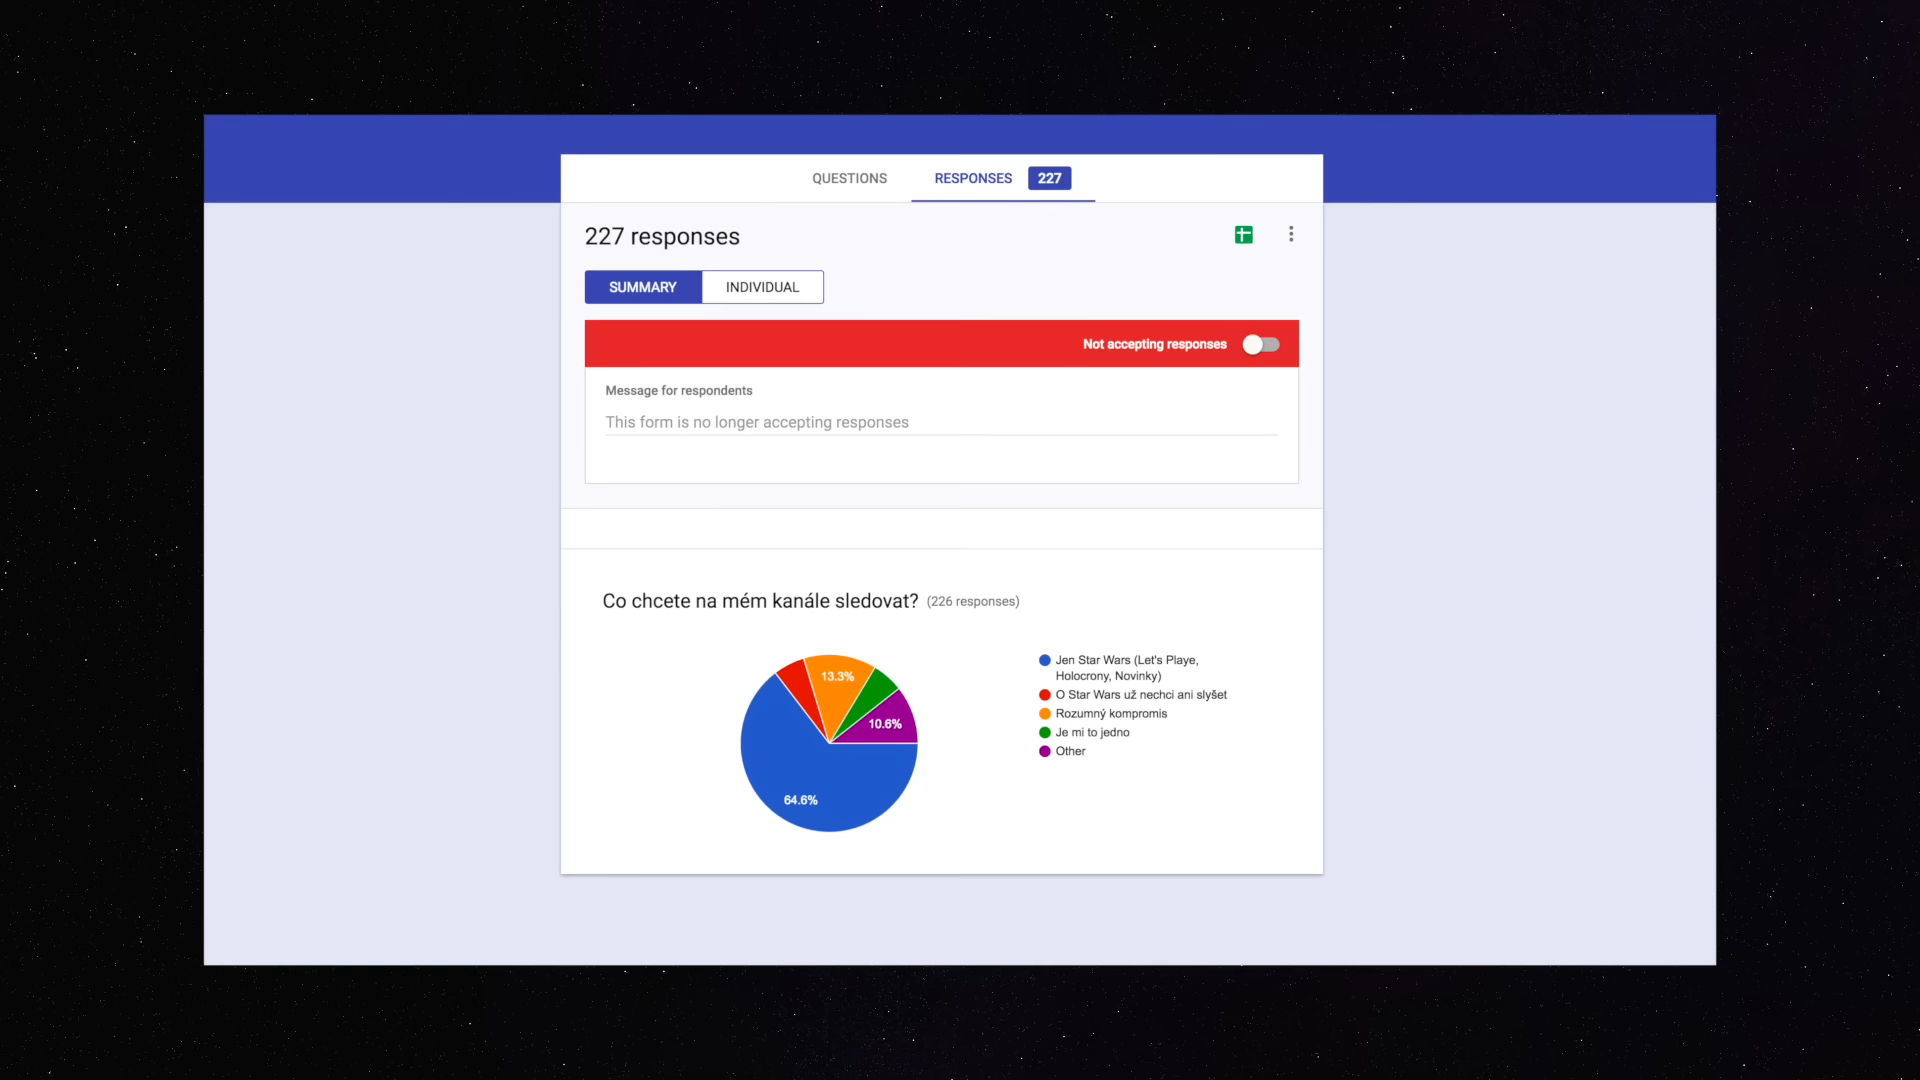 QUESTIONS RESPONSES 227
227 responses
SUMMARY INDIVIDUAL
Not accepting responses
Message for respondents
This form is no longer accepting responses
Co chcete na mém kanále sledovat? (226 responses)
13.3%
10.6%
64.6%
Jen Star Wars (Let's Playe,
Holocrony, Novinky)
O Star Wars už nechci ani slyšet
Rozumný kompromis
Je mi to jedno
Other